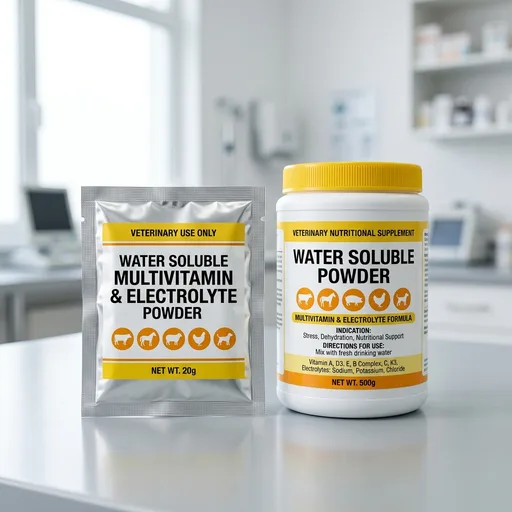 VETERINARY USE ONLY
WATER SOLUBLE
MULTIVITAMIN
& ELECTROLYTE
POWDER
NET WT. 20g
VETERINARY NUTRITIONAL SUPPLEMENT
WATER SOLUBLE
POWDER
MULTIVITAMIN & ELECTROLYTE FORMULA
INDICATION:
Stress, Dehydration, Nutritional Support
DIRECTIONS FOR USE:
Mix with fresh drinking water
Vitamin A, D3, E, B Complex, C, K3,
Electrolytes: Sodium, Potassium, Chloride
NET WT. 500g